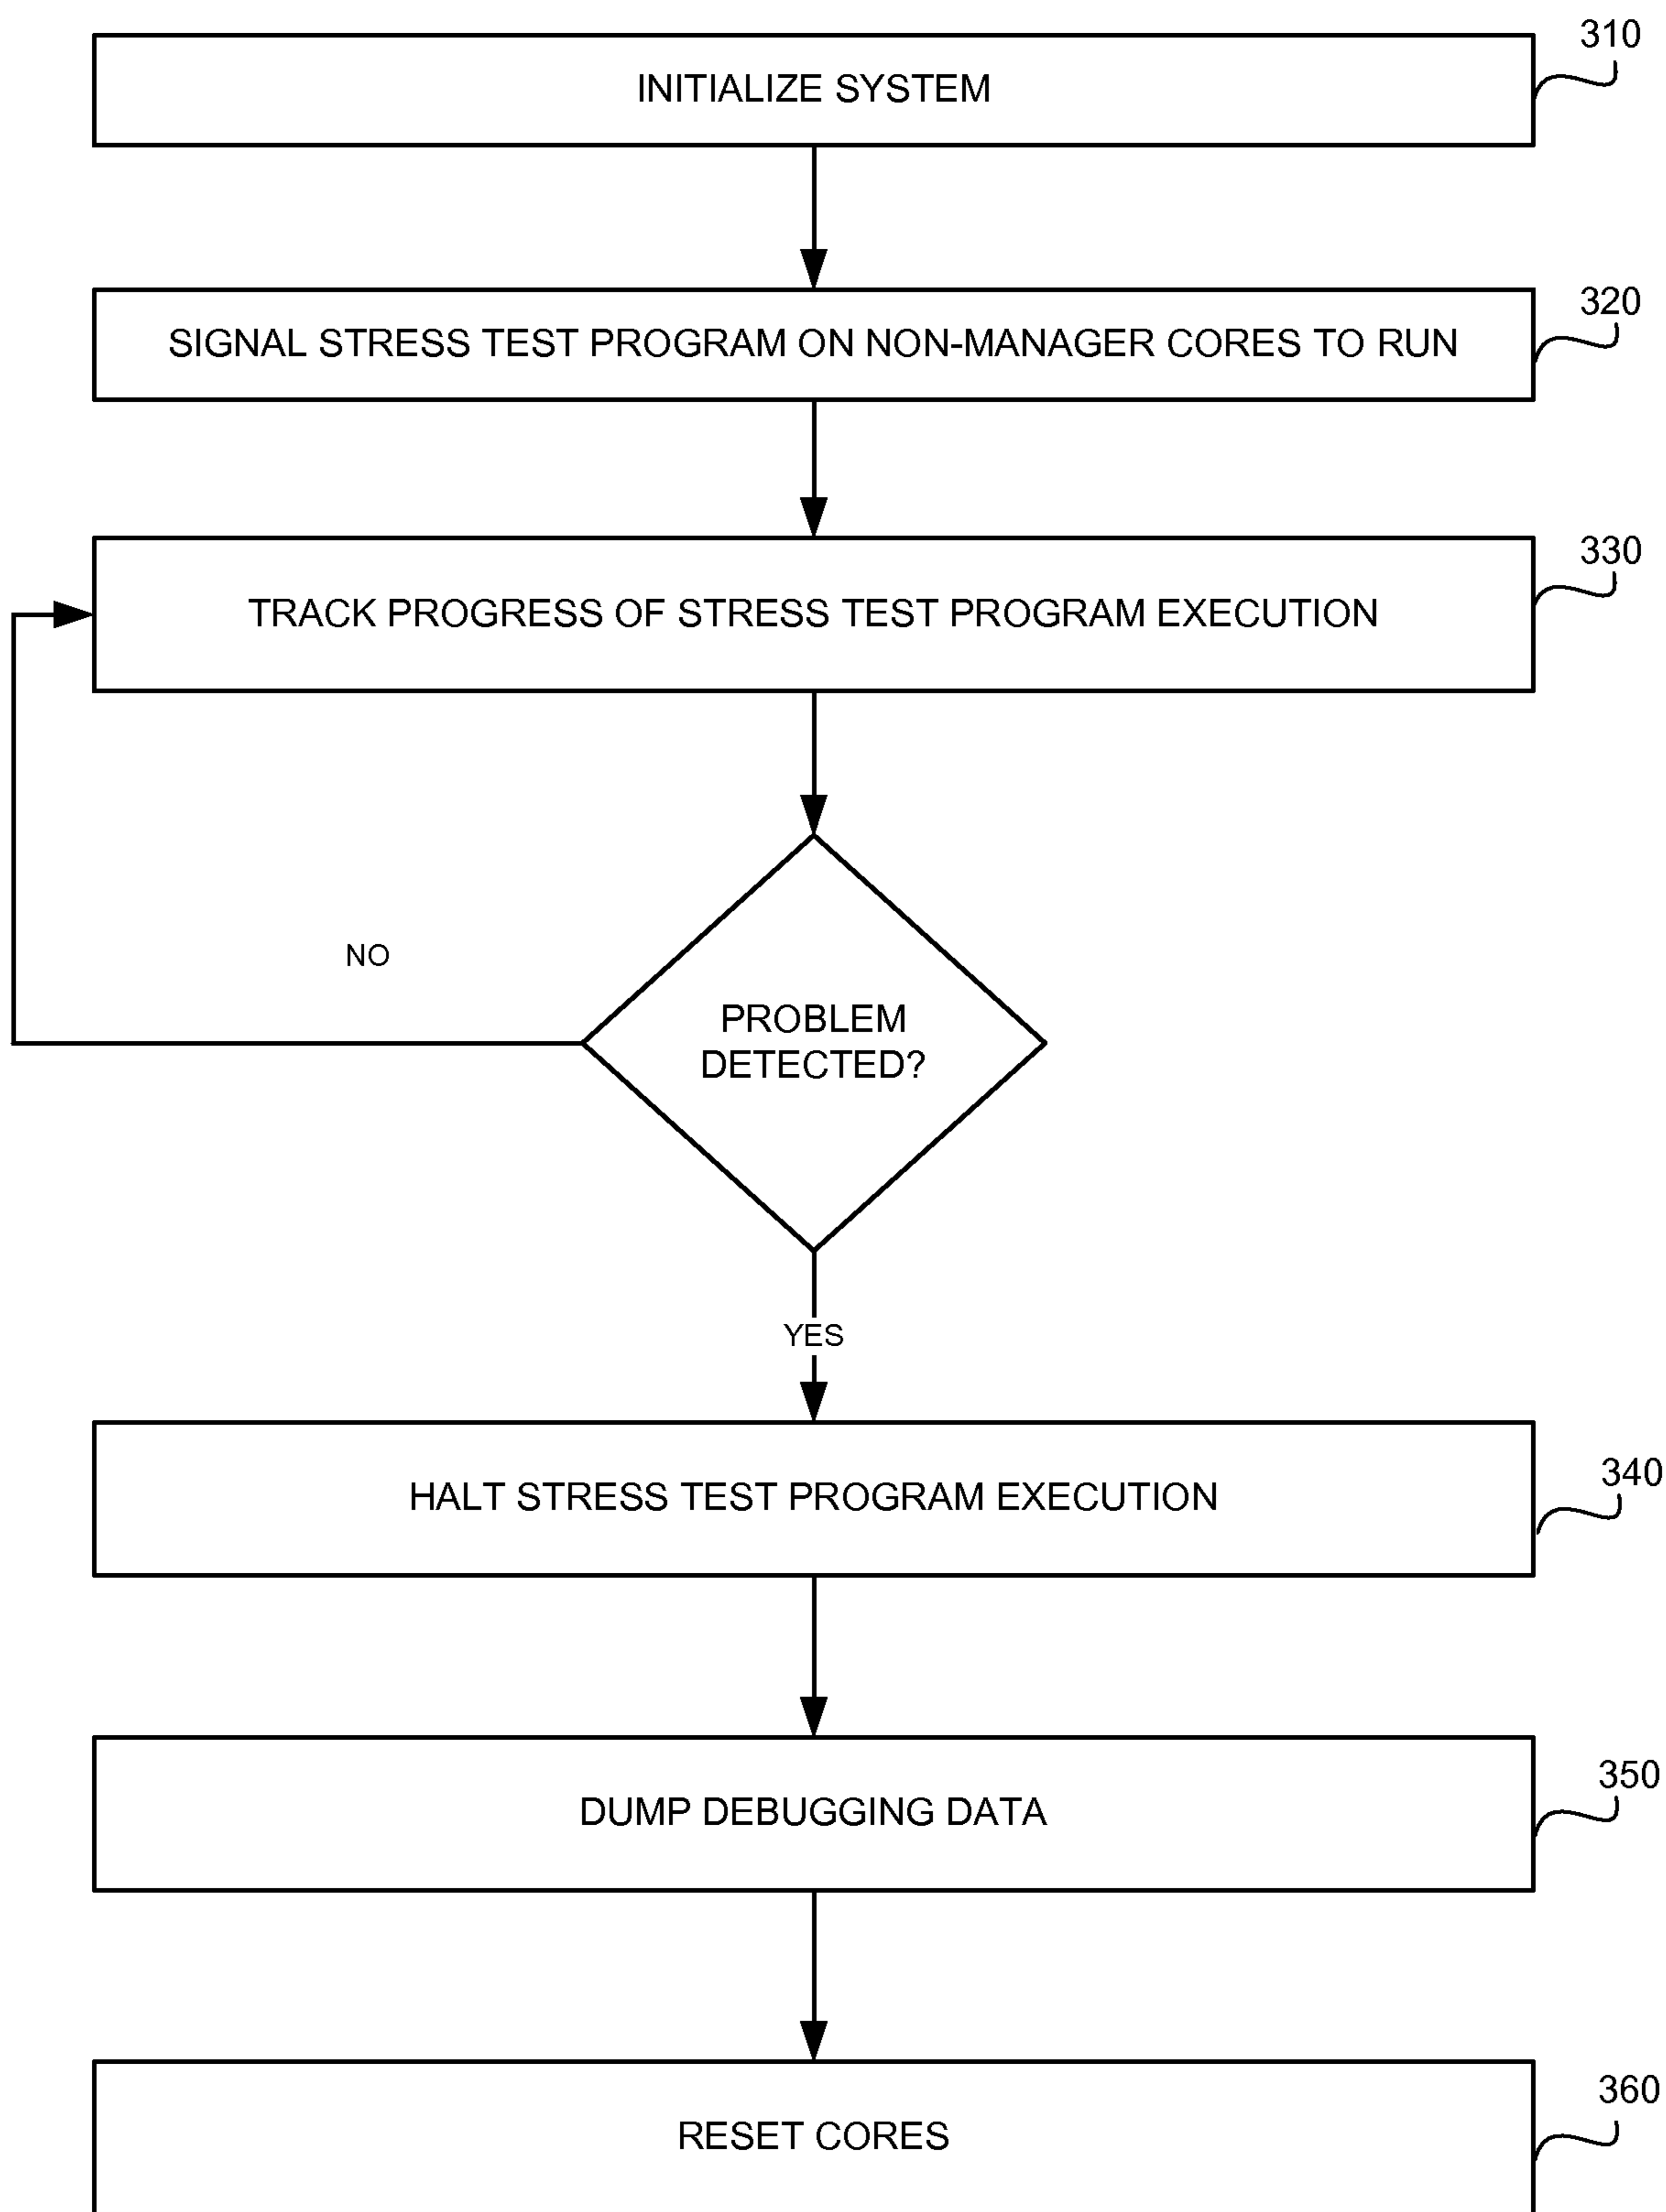 310
INITIALIZE SYSTEM
320
SIGNAL STRESS TEST PROGRAM ON NON-MANAGER CORES TO RUN
330
TRACK PROGRESS OF STRESS TEST PROGRAM EXECUTION
NO
PROBLEM
DETECTED?
YES
340
HALT STRESS TEST PROGRAM EXECUTION
350
DUMP DEBUGGING DATA
360
RESET CORES